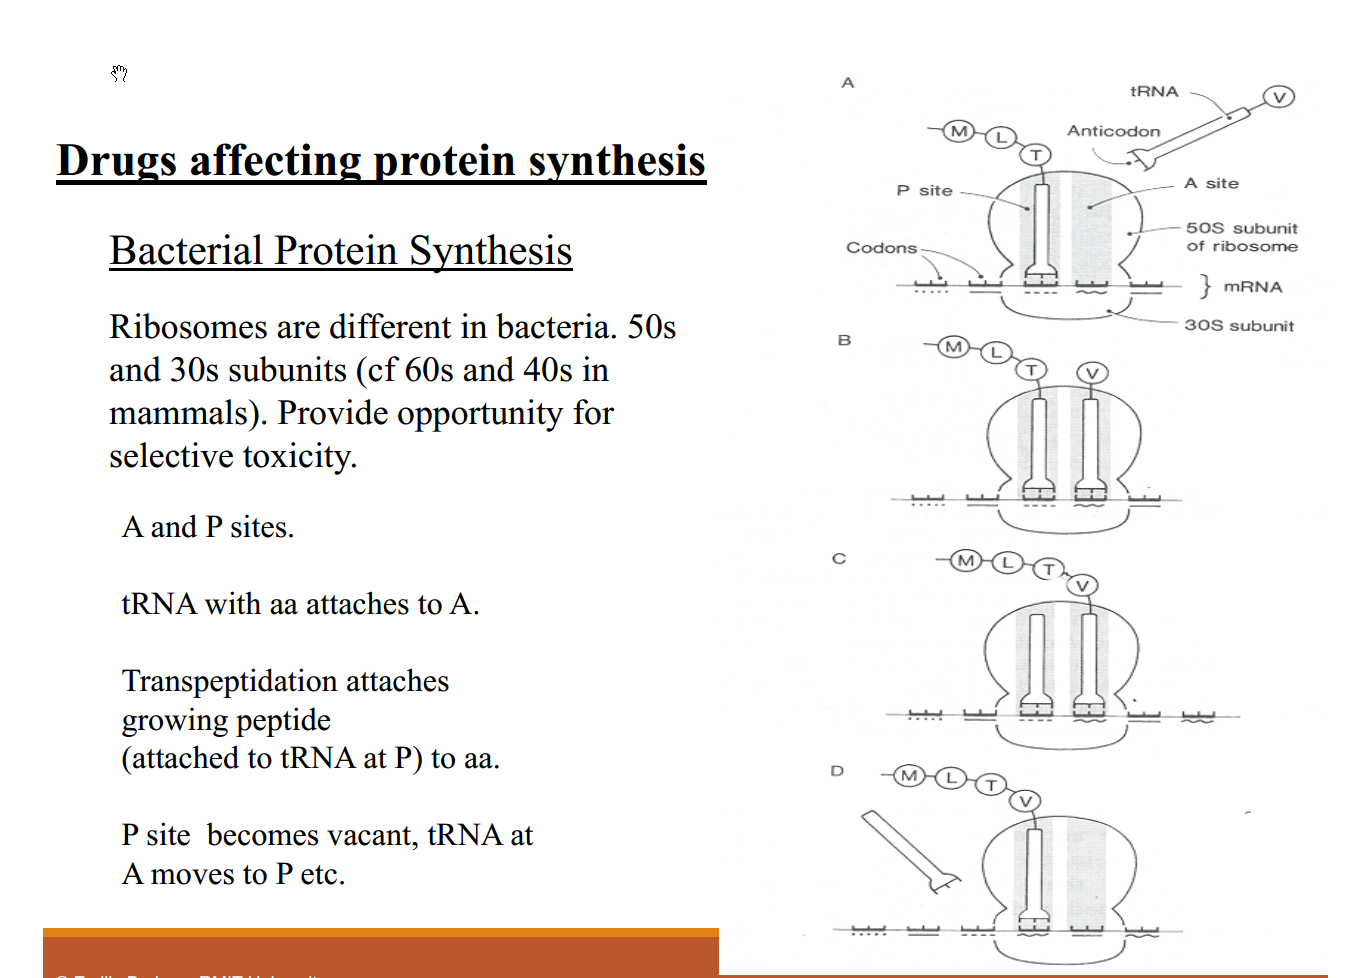 Drugs affecting protein synthesis
Bacterial Protein Synthesis
Ribosomes are different in bacteria. 50s
and 30s subunits (cf 60s and 40s in
mammals). Provide opportunity for
selective toxicity.
A and P sites.
tRNA with aa attaches to A.
Transpeptidation attaches
growing peptide
(attached to tRNA at P) to aa.
P site becomes vacant, tRNA at
A moves to P etc.
A
tRNA
V
M L T
Anticodon
P site
A site
50S subunit
of ribosome
Codons
mRNA
30S subunit
B
M L T V
C
M L T V
D
M L T V